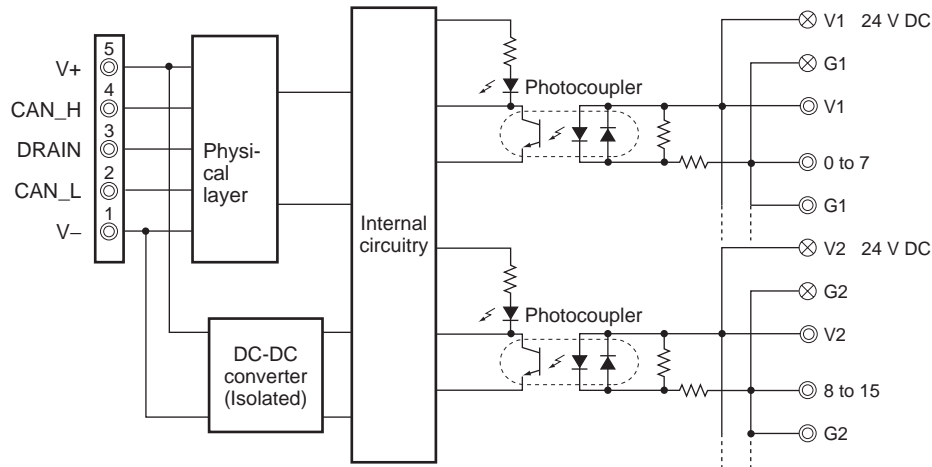 5
V+
4
CAN_H
3
DRAIN
2
CAN_L
1
V−
Physi-
cal
layer
DC-DC
converter
(Isolated)
Internal
circuitry
Photocoupler
V1 24 V DC
G1
V1
0 to 7
G1
Photocoupler
V2 24 V DC
G2
V2
8 to 15
G2